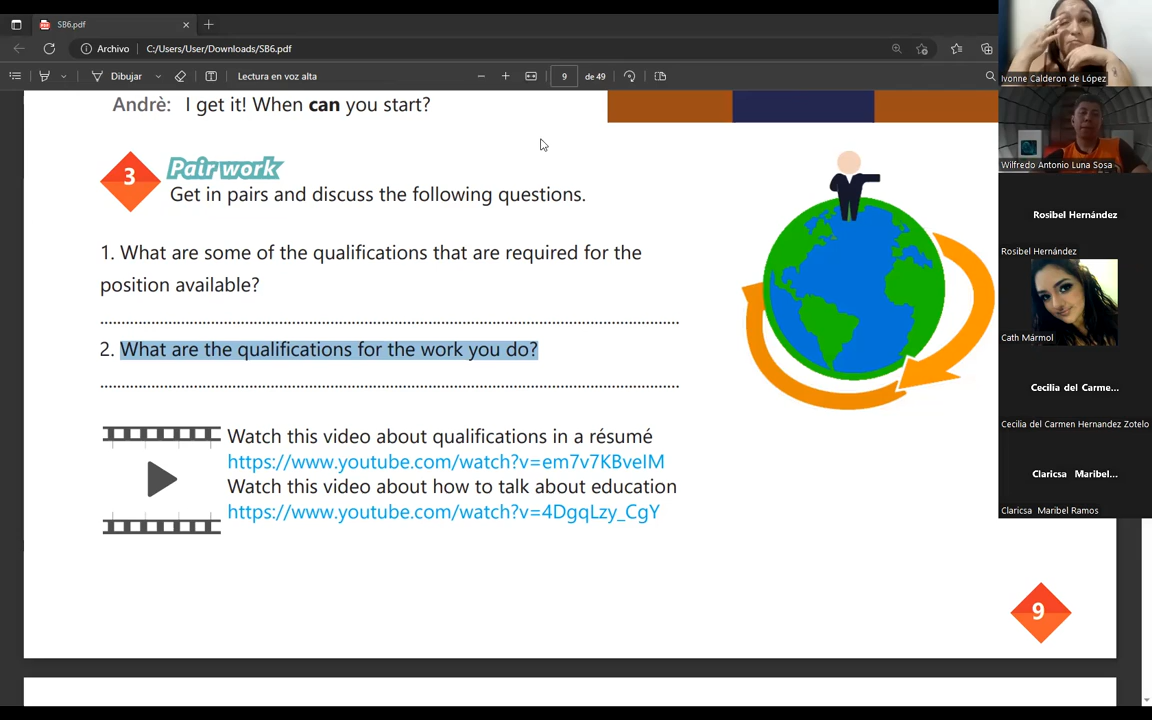 SB6.pdf
Archivo
C:/Users/User/Downloads/SB6.pdf
Dibujar
Lectura en voz alta
9
de 49
Andrè: I get it! When can you start?
3
Pair work
Get in pairs and discuss the following questions.
1. What are some of the qualifications that are required for the
position available?
2. What are the qualifications for the work you do?
Watch this video about qualifications in a résumé
https://www.youtube.com/watch?v=em7v7KBveIM
Watch this video about how to talk about education
https://www.youtube.com/watch?v=4DgqLzy_CgY
9
Ivonne Calderon de López
Wilfredo Antonio Luna Sosa
Rosibel Hernández
Rosibel Hernández
Cath Mármol
Cecilia del Carme...
Cecilia del Carmen Hernandez Zotelo
Claricsa Maribel...
Claricsa Maribel Ramos